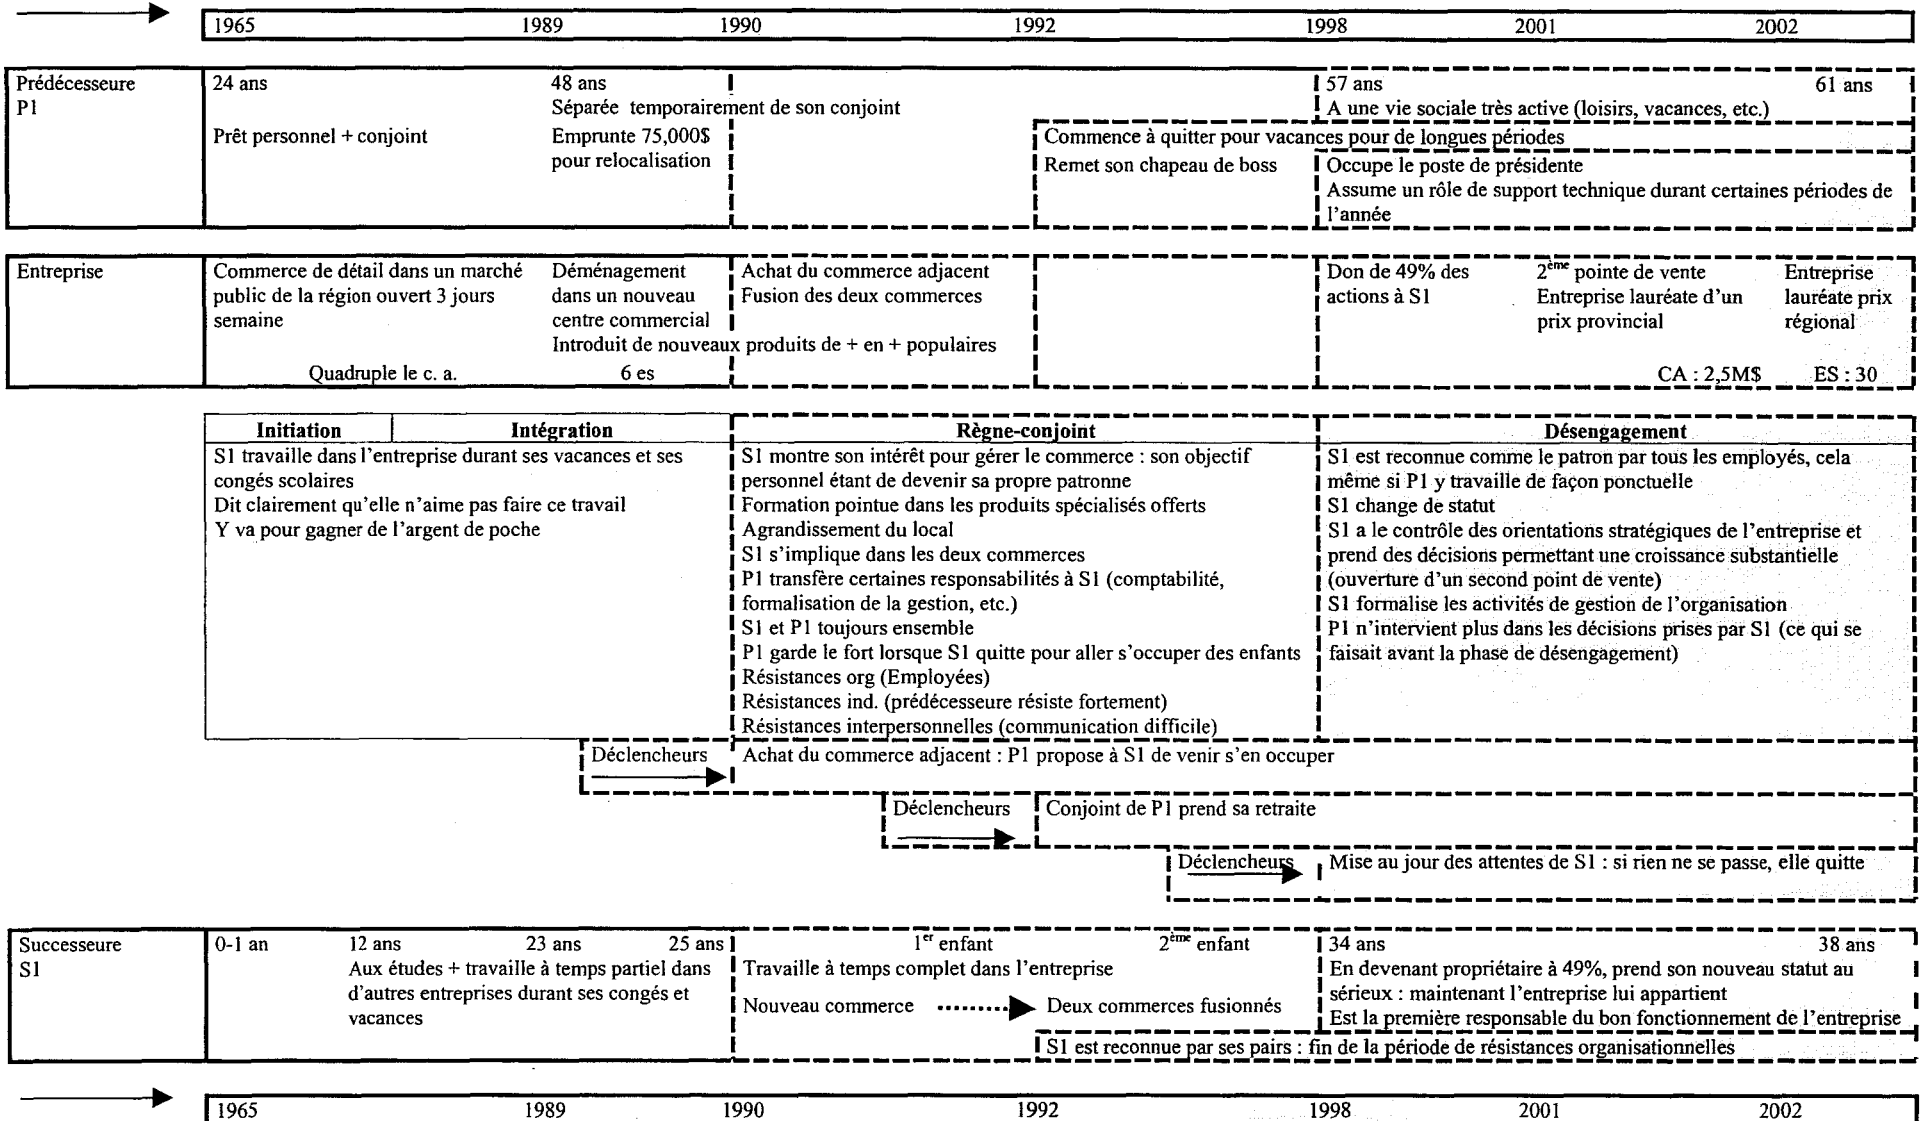 1965 1989 1990 1992 1998 2001 2002
Prédécesseure
P1
24 ans
Prêt personnel + conjoint
48 ans
Séparée temporairement de son conjoint
Emprunte 75,000$
pour relocalisation
57 ans 61 ans
A une vie sociale très active (loisirs, vacances, etc.)
Commence à quitter pour vacances pour de longues périodes
Remet son chapeau de boss
Occupe le poste de présidente
Assume un rôle de support technique durant certaines périodes de
l'année
Entreprise
Commerce de détail dans un marché
public de la région ouvert 3 jours
semaine
Quadruple le c. a.
Déménagement
dans un nouveau
centre commercial
Introduit de nouveaux produits de + en + populaires
6 es
Achat du commerce adjacent
Fusion des deux commerces
Don de 49% des
actions à S1
2ème pointe de vente
Entreprise lauréate d'un
prix provincial
Entreprise
lauréate prix
régional
CA : 2,5M$ ES : 30
Initiation Intégration Règne-conjoint Désengagement
S1 travaille dans l'entreprise durant ses vacances et ses
congés scolaires
Dit clairement qu'elle n'aime pas faire ce travail
Y va pour gagner de l'argent de poche
S1 montre son intérêt pour gérer le commerce : son objectif
personnel étant de devenir sa propre patronne
Formation pointue dans les produits spécialisés offerts
Agrandissement du local
S1 s'implique dans les deux commerces
P1 transfère certaines responsabilités à S1 (comptabilité,
formalisation de la gestion, etc.)
S1 et P1 toujours ensemble
P1 garde le fort lorsque S1 quitte pour aller s'occuper des enfants
Résistances org (Employées)
Résistances ind. (prédécesseure résiste fortement)
Résistances interpersonnelles (communication difficile)
S1 est reconnue comme le patron par tous les employés, cela
même si P1 y travaille de façon ponctuelle
S1 change de statut
S1 a le contrôle des orientations stratégiques de l'entreprise et
prend des décisions permettant une croissance substantielle
(ouverture d'un second point de vente)
S1 formalise les activités de gestion de l'organisation
P1 n'intervient plus dans les décisions prises par S1 (ce qui se
faisait avant la phase de désengagement)
Déclencheurs Achat du commerce adjacent : P1 propose à S1 de venir s'en occuper
Déclencheurs Conjoint de P1 prend sa retraite
Déclencheurs Mise au jour des attentes de S1 : si rien ne se passe, elle quitte
Successeure
S1
0-1 an 12 ans 23 ans 25 ans
Aux études + travaille à temps partiel dans
d'autres entreprises durant ses congés et
vacances
1er enfant 2ème enfant
Travaille à temps complet dans l'entreprise
Nouveau commerce Deux commerces fusionnés
34 ans 38 ans
En devenant propriétaire à 49%, prend son nouveau statut au
sérieux : maintenant l'entreprise lui appartient
Est la première responsable du bon fonctionnement de l'entreprise
S1 est reconnue par ses pairs : fin de la période de résistances organisationnelles
1965 1989 1990 1992 1998 2001 2002